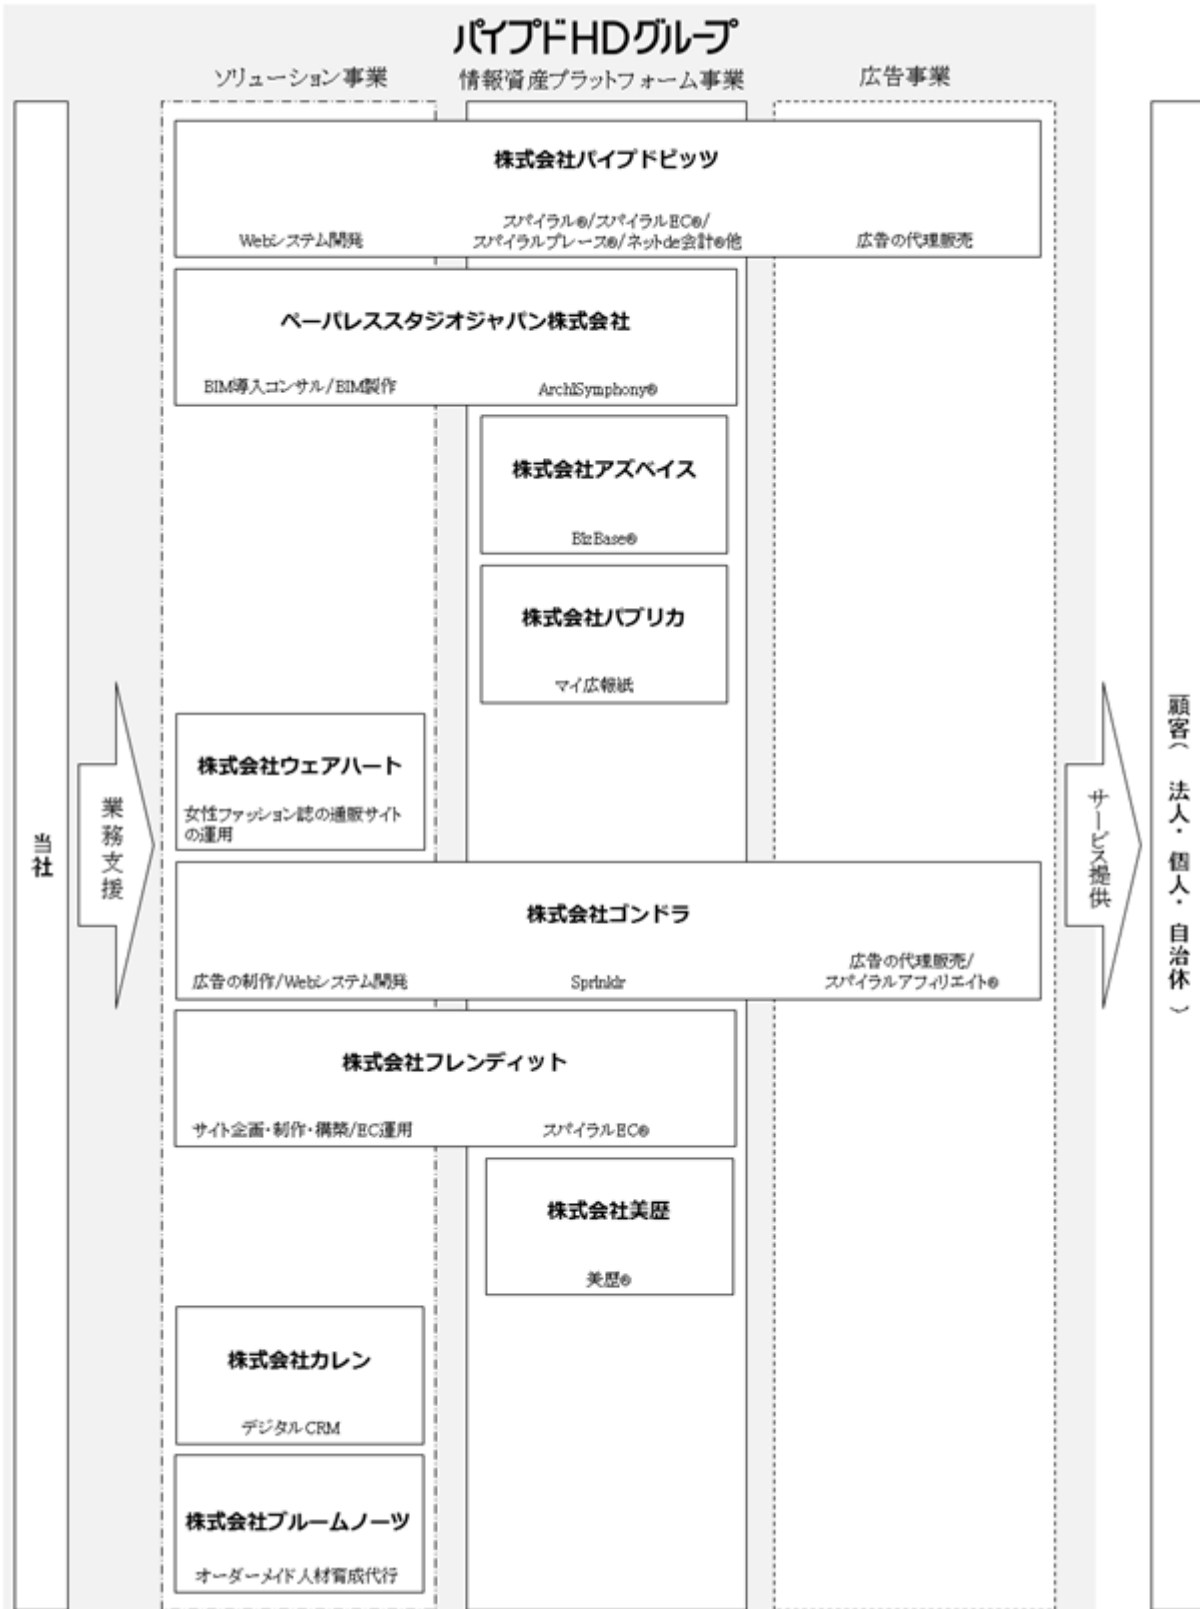 パイプドHDグループ
ソリューション事業
情報資産プラットフォーム事業
広告事業
当社
業務支援
株式会社パイプドビッツ
Webシステム開発
スパイラル®/スパイラルEC®/
スパイラルプレース®/ネットde会計®他
広告の代理販売
ペーパレススタジオジャパン株式会社
BIM導入コンサル/BIM製作
ArchiSymphony®
株式会社アズベイス
BizBase®
株式会社パブリカ
マイ広報紙
株式会社ウェアハート
女性ファッション誌の通販サイト
の運用
株式会社ゴンドラ
広告の制作/Webシステム開発
Sprinklr
広告の代理販売/
スパイラルアフィリエイト®
株式会社フレンディット
サイト企画・制作・構築/EC運用
スパイラルEC®
株式会社美歴
美歴®
株式会社カレン
デジタルCRM
株式会社ブルームノーツ
オーダーメイド人材育成代行
サービス提供
顧客（法人・個人・自治体）